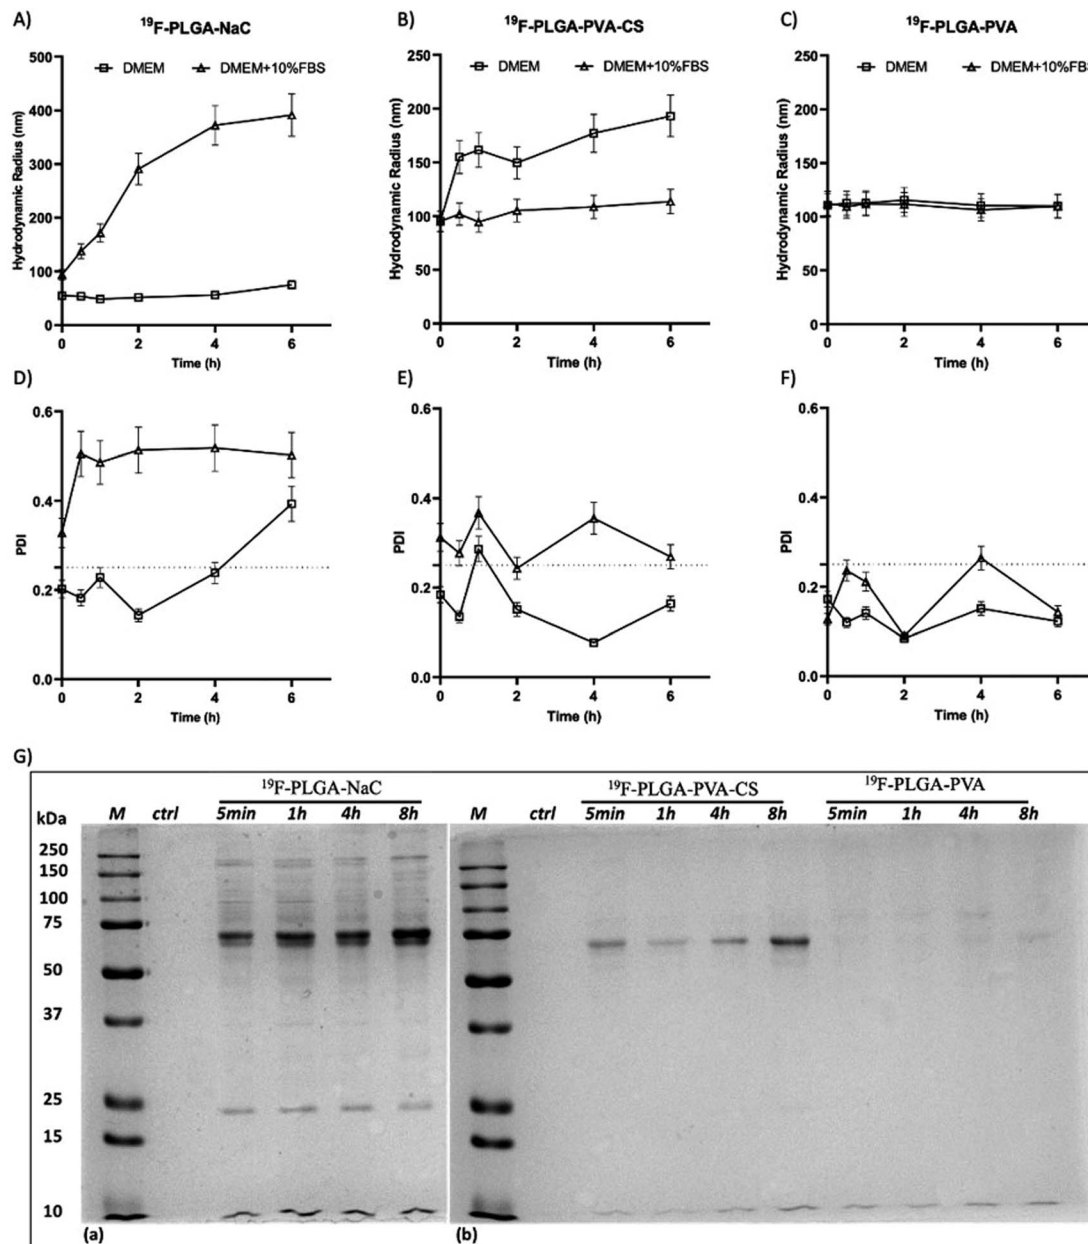 A) ¹⁹F-PLGA-NaC
DMEM DMEM+10%FBS
Hydrodynamic Radius (nm)
500
400
300
200
100
0
0 2 4 6
Time (h)
B) ¹⁹F-PLGA-PVA-CS
DMEM DMEM+10%FBS
Hydrodynamic Radius (nm)
250
200
150
100
50
0
0 2 4 6
Time (h)
C) ¹⁹F-PLGA-PVA
DMEM DMEM+10%FBS
Hydrodynamic Radius (nm)
250
200
150
100
50
0
0 2 4 6
Time (h)
D)
PDI
0.6
0.4
0.2
0.0
0 2 4 6
Time (h)
E)
PDI
0.6
0.4
0.2
0.0
0 2 4 6
Time (h)
F)
PDI
0.6
0.4
0.2
0.0
0 2 4 6
Time (h)
G)
¹⁹F-PLGA-NaC ¹⁹F-PLGA-PVA-CS ¹⁹F-PLGA-PVA
kDa M ctrl 5min 1h 4h 8h M ctrl 5min 1h 4h 8h 5min 1h 4h 8h
250
150
100
75
50
37
25
15
10
(a) (b)